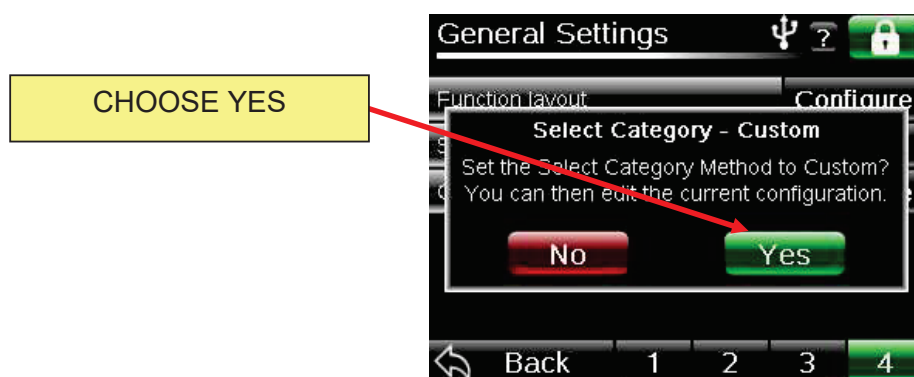 General Settings ?
CHOOSE YES
Function layout Configure
Select Category - Custom
Set the Select Category Method to Custom?
You can then edit the current configuration.
No Yes
Back 1 2 3 4